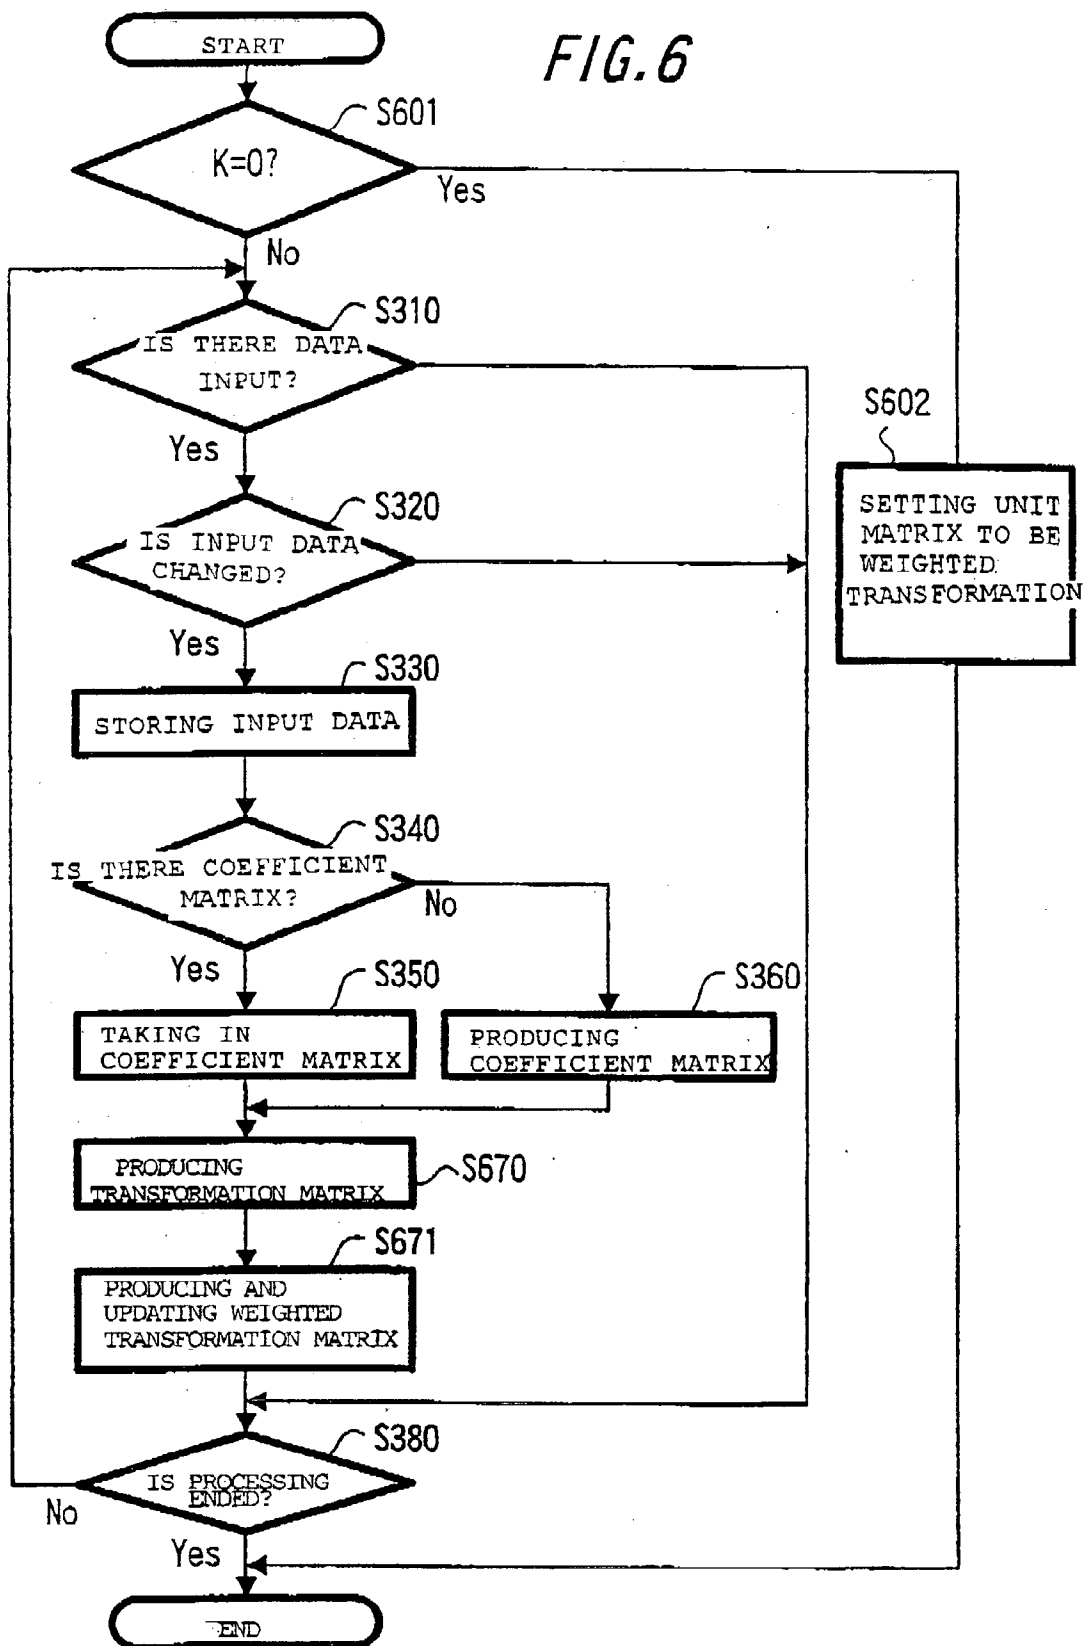 FIG. 6
START
S601
K=0?
Yes
No
S310
IS THERE DATA
INPUT?
Yes
S602
SETTING UNIT
MATRIX TO BE
WEIGHTED
TRANSFORMATION
S320
IS INPUT DATA
CHANGED?
Yes
S330
STORING INPUT DATA
S340
IS THERE COEFFICIENT
MATRIX?
No
Yes
S350
TAKING IN
COEFFICIENT MATRIX
S360
PRODUCING
COEFFICIENT MATRIX
PRODUCING
TRANSFORMATION MATRIX
S670
S671
PRODUCING AND
UPDATING WEIGHTED
TRANSFORMATION MATRIX
S380
IS PROCESSING
ENDED?
No
Yes
END